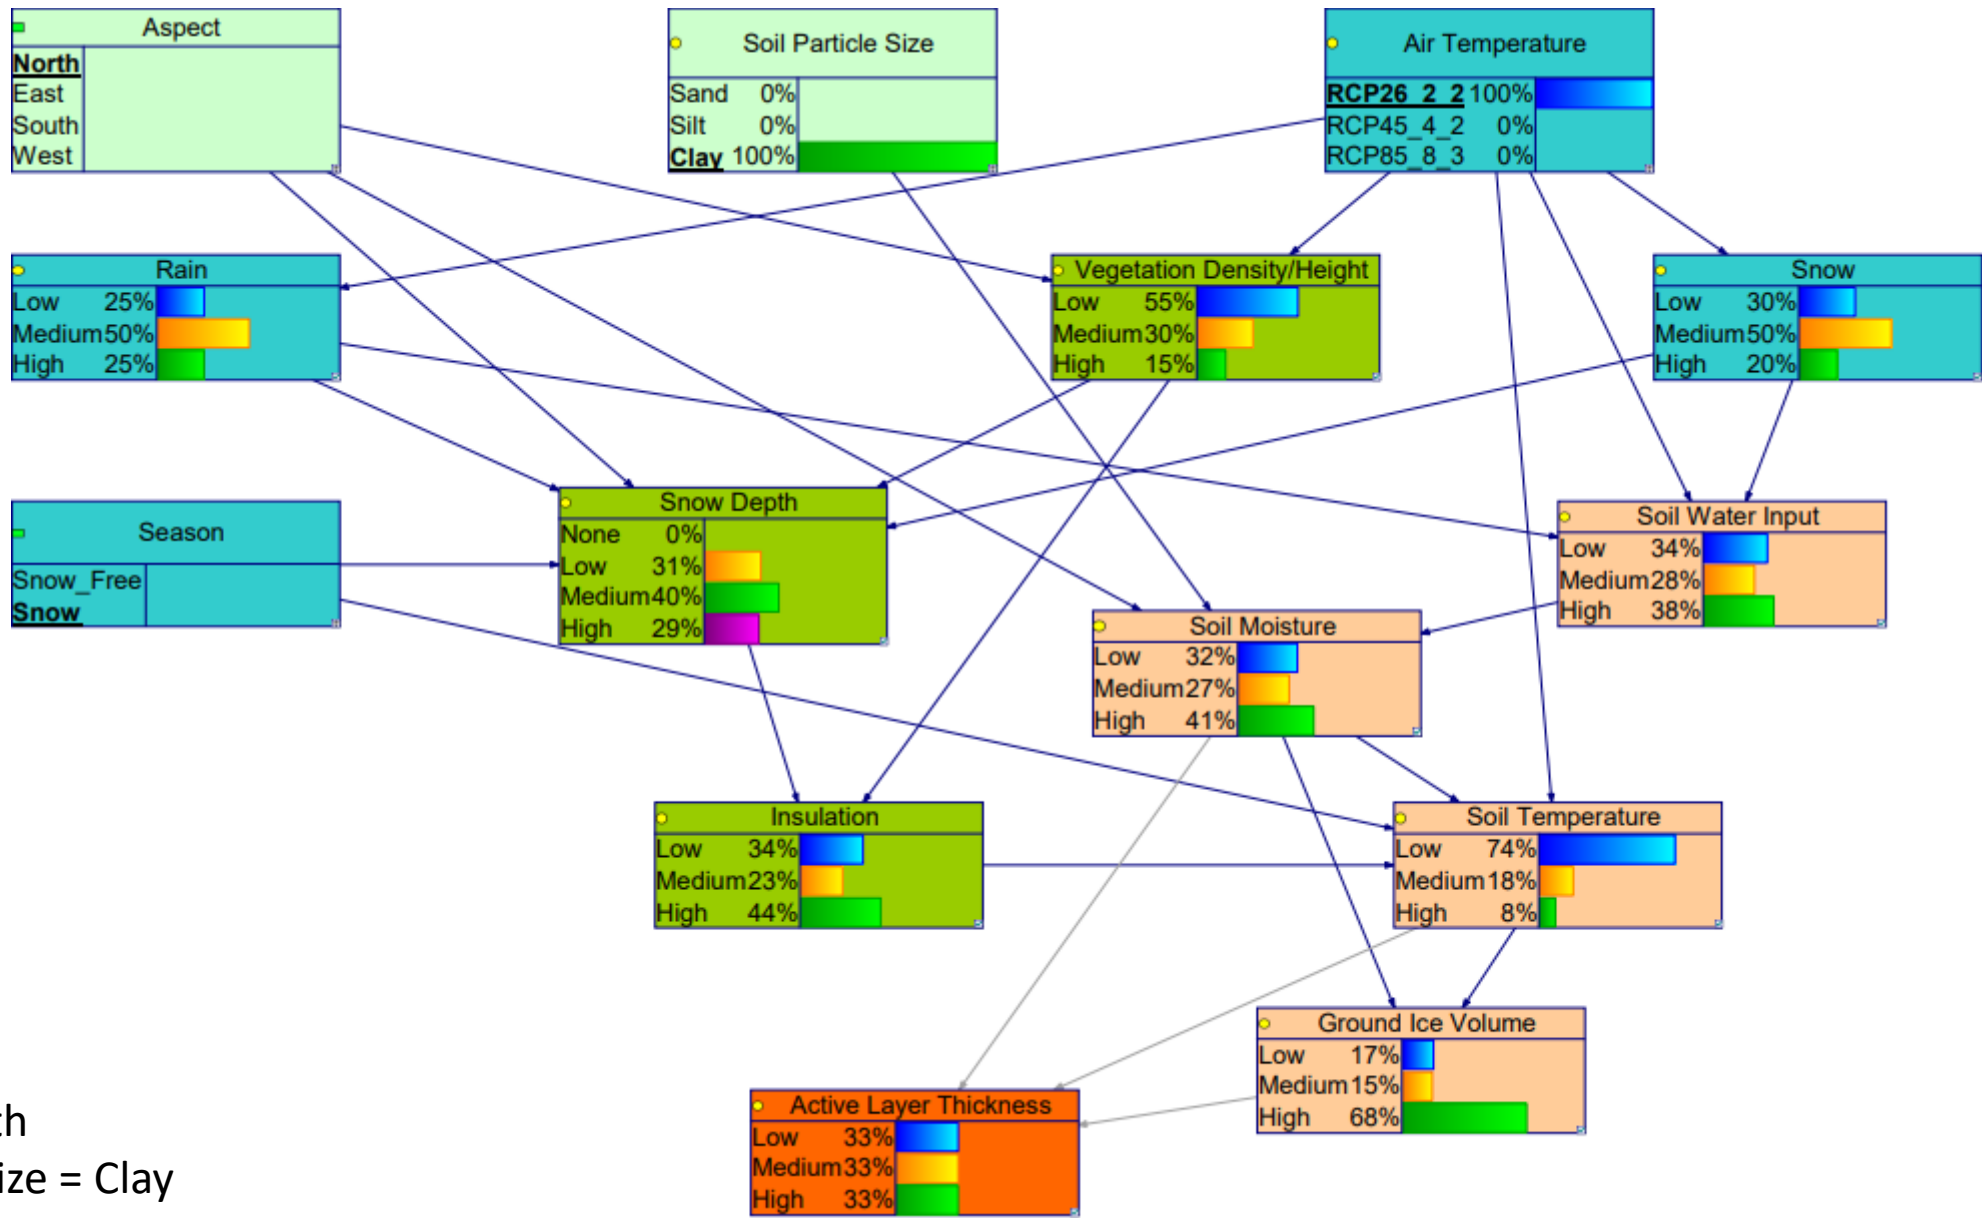 Aspect
North
East
South
West
Soil Particle Size
Sand 0%
Silt 0%
Clay 100%
Air Temperature
RCP26_2_2 100%
RCP45_4_2 0%
RCP85_8_3 0%
Rain
Low 25%
Medium 50%
High 25%
Vegetation Density/Height
Low 55%
Medium 30%
High 15%
Snow
Low 30%
Medium 50%
High 20%
Season
Snow_Free
Snow
Snow Depth
None 0%
Low 31%
Medium 40%
High 29%
Soil Water Input
Low 34%
Medium 28%
High 38%
Soil Moisture
Low 32%
Medium 27%
High 41%
Insulation
Low 34%
Medium 23%
High 44%
Soil Temperature
Low 74%
Medium 18%
High 8%
Ground Ice Volume
Low 17%
Medium 15%
High 68%
Active Layer Thickness
Low 33%
Medium 33%
High 33%
th
ize = Clay